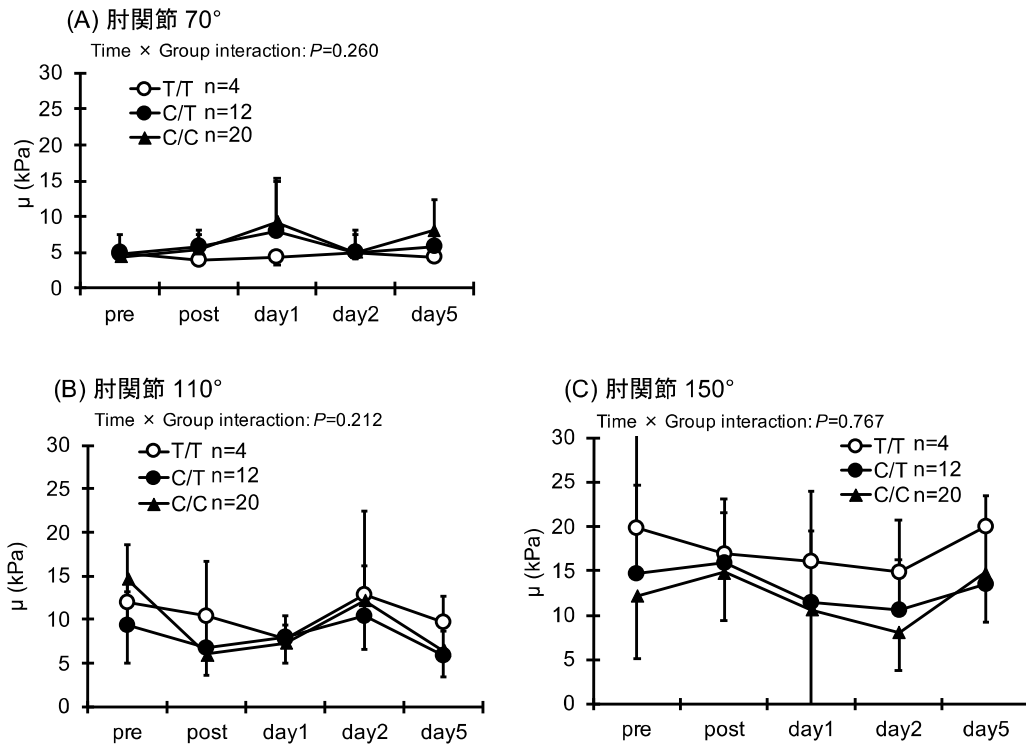 (A) 肘関節 70°
Time × Group interaction: P=0.260
30
25
20
15
10
5
0
μ (kPa)
T/T n=4
C/T n=12
C/C n=20
pre post day1 day2 day5
(B) 肘関節 110°
Time × Group interaction: P=0.212
30
25
20
15
10
5
0
μ (kPa)
T/T n=4
C/T n=12
C/C n=20
pre post day1 day2 day5
(C) 肘関節 150°
Time × Group interaction: P=0.767
30
25
20
15
10
5
0
μ (kPa)
T/T n=4
C/T n=12
C/C n=20
pre post day1 day2 day5